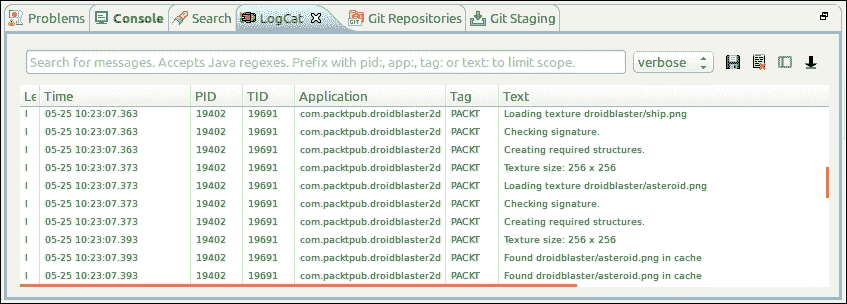 Problems Console Search LogCat Git Repositories Git Staging
Search for messages. Accepts Java regexes. Prefix with pid:, app:, tag: or text: to limit scope. verbose
Le Time PID TID Application Tag Text
I 05-25 10:23:07.363 19402 19691 com.packtpub.droidblaster2d PACKT Loading texture droidblaster/ship.png
I 05-25 10:23:07.363 19402 19691 com.packtpub.droidblaster2d PACKT Checking signature.
I 05-25 10:23:07.363 19402 19691 com.packtpub.droidblaster2d PACKT Creating required structures.
I 05-25 10:23:07.373 19402 19691 com.packtpub.droidblaster2d PACKT Texture size: 256 x 256
I 05-25 10:23:07.373 19402 19691 com.packtpub.droidblaster2d PACKT Loading texture droidblaster/asteroid.png
I 05-25 10:23:07.373 19402 19691 com.packtpub.droidblaster2d PACKT Checking signature.
I 05-25 10:23:07.373 19402 19691 com.packtpub.droidblaster2d PACKT Creating required structures.
I 05-25 10:23:07.393 19402 19691 com.packtpub.droidblaster2d PACKT Texture size: 256 x 256
I 05-25 10:23:07.393 19402 19691 com.packtpub.droidblaster2d PACKT Found droidblaster/asteroid.png in cache
I 05-25 10:23:07.393 19402 19691 com.packtpub.droidblaster2d PACKT Found droidblaster/asteroid.png in cache